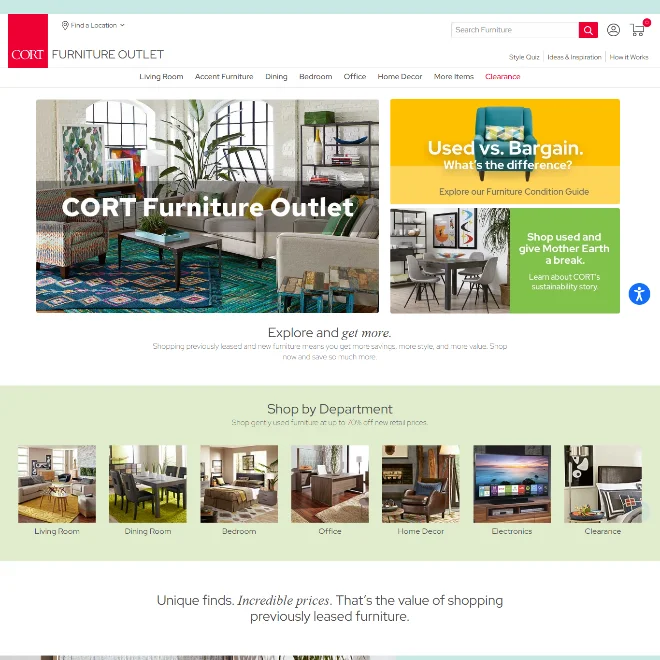 Find a Location
Search Furniture
0
CORT
FURNITURE OUTLET
Style Quiz
Ideas & Inspiration
How it Works
Living Room
Accent Furniture
Dining
Bedroom
Office
Home Decor
More Items
Clearance
CORT Furniture Outlet
Used vs. Bargain.
What's the difference?
Explore our Furniture Condition Guide
Shop used and
give Mother Earth
a break.
Learn about CORT's
sustainability story.
Explore and get more.
Shopping previously leased and new furniture means you get more savings, more style, and more value. Shop
now and save so much more.
Shop by Department
Shop gently used furniture at up to 70% off new retail prices.
Living Room
Dining Room
Bedroom
Office
Home Decor
Electronics
Clearance
Unique finds. Incredible prices. That's the value of shopping
previously leased furniture.